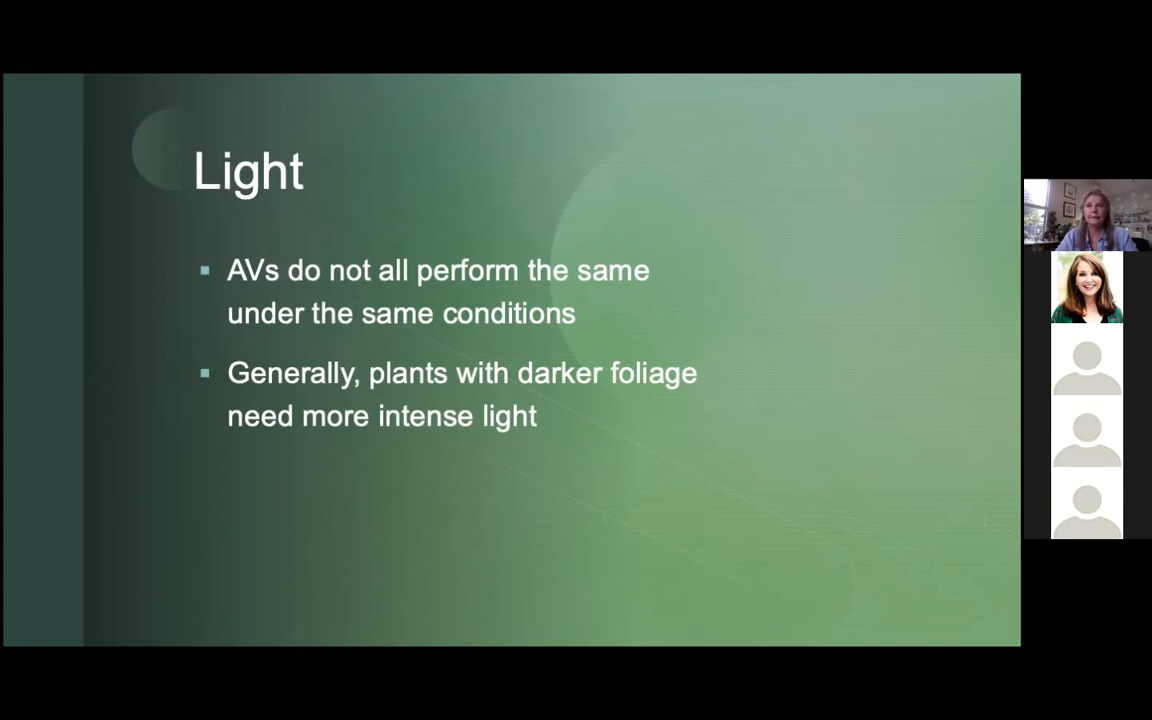 Light
AVs do not all perform the same
under the same conditions
Generally, plants with darker foliage
need more intense light